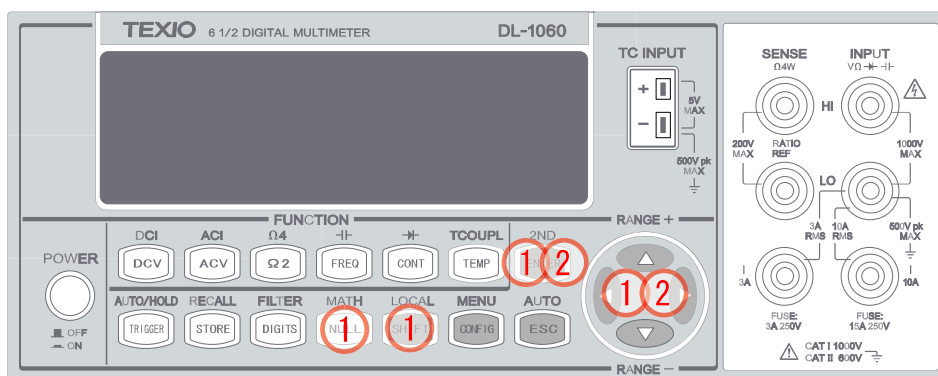 TEXIO 6 1/2 DIGITAL MULTIMETER DL-1060
TC INPUT
+
−
5V
MAX
500V pk
MAX
SENSE
Ω4W
INPUT
VΩ
HI
200V
MAX
RATIO
REF
1000V
MAX
LO
3A
RMS
10A
RMS
500V pk
MAX
3A
10A
FUSE:
3A 250V
FUSE:
15A 250V
CAT I 1000V
CAT II 600V
FUNCTION
RANGE +
POWER
OFF
ON
DCI ACI Ω4 TCOUPL 2ND
DCV ACV Ω2 FREQ CONT TEMP 1 2
AUTO/HOLD RECALL FILTER MATH LOCAL MENU AUTO
TRIGGER STORE DIGITS NULL 1 SHIFT 1 CONFIG ESC
1 2
RANGE −